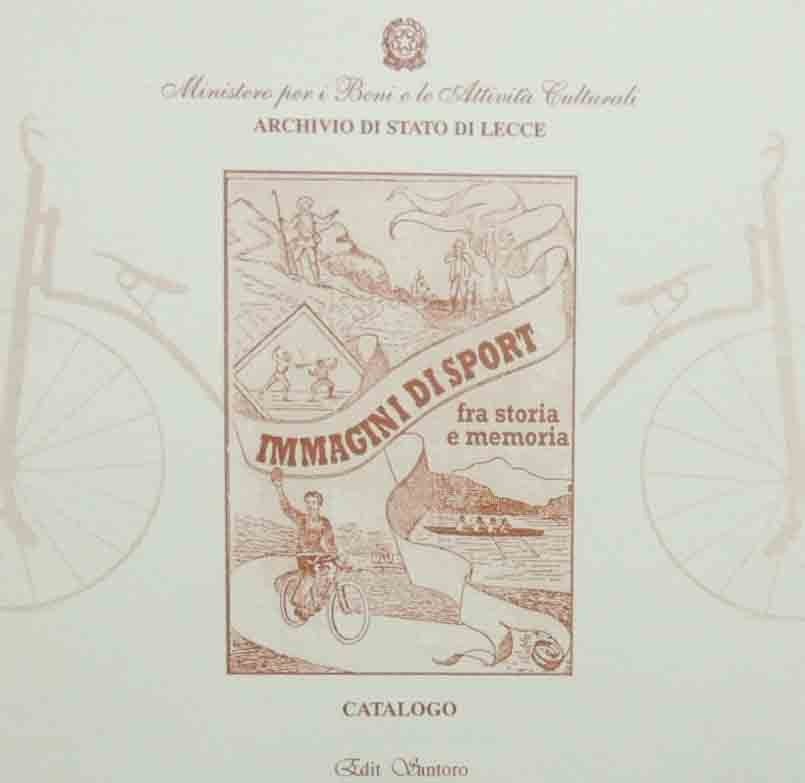 Ministero per i Beni e le Attività Culturali
ARCHIVIO DI STATO DI LECCE
IMMAGINI DI SPORT
fra storia
e memoria
CATALOGO
Edit Santoro